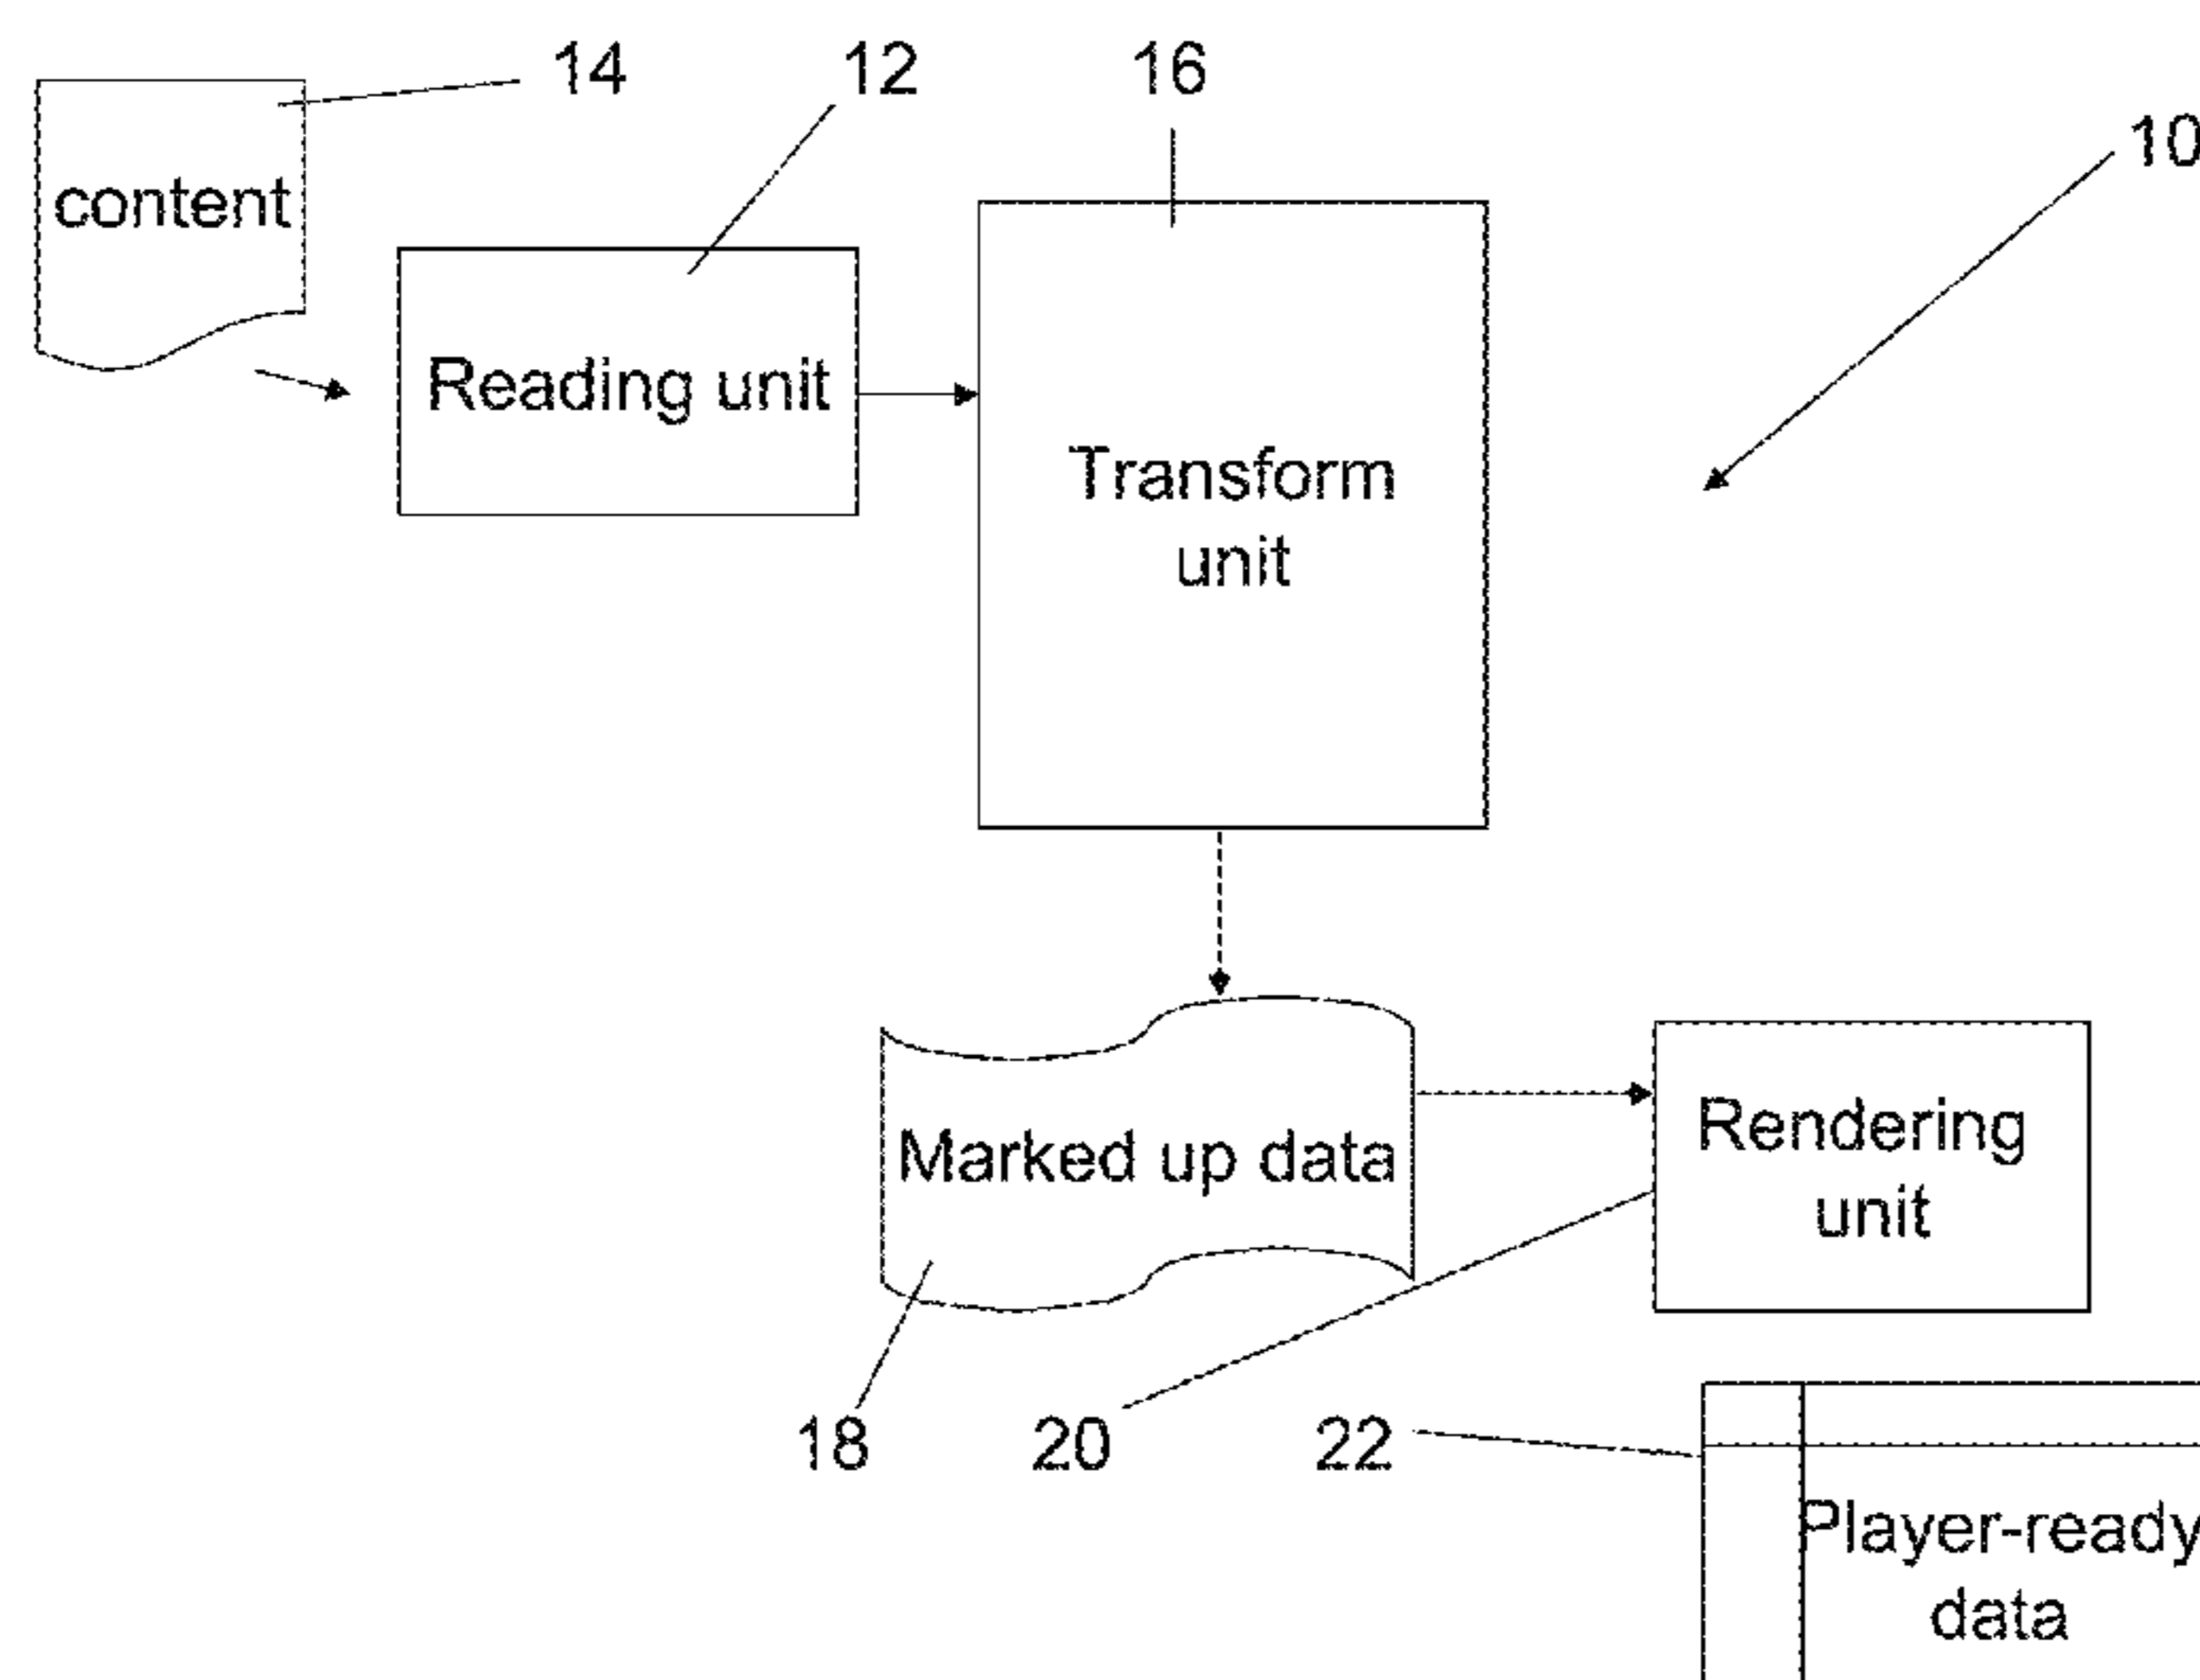 14
12
16
10
content
Reading unit
Transform
unit
Marked up data
Rendering
unit
18
20
22
Player-ready
data